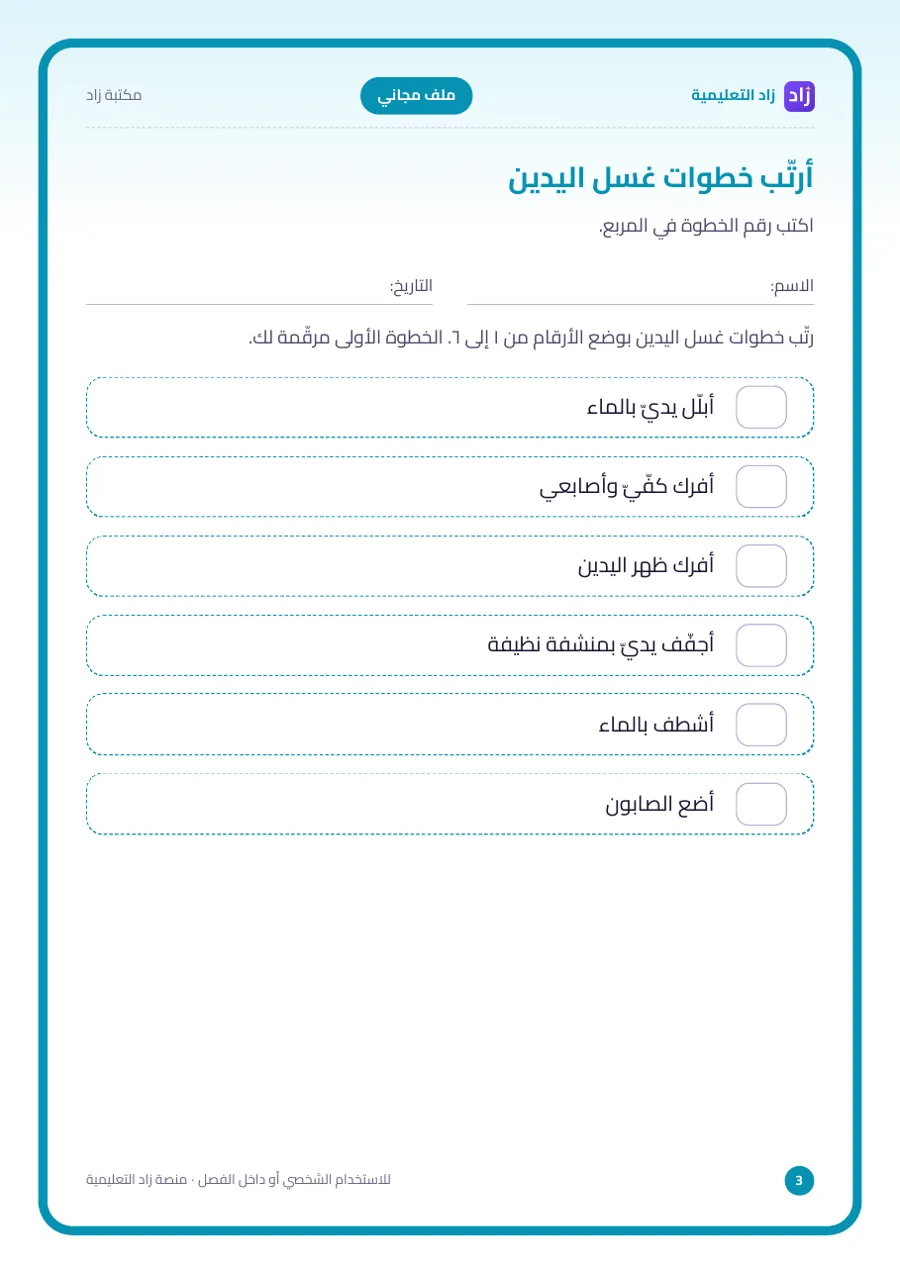 زاد زاد التعليمية
ملف مجاني
مكتبة زاد
أرتّب خطوات غسل اليدين
اكتب رقم الخطوة في المربع.
الاسم:
التاريخ:
رتّب خطوات غسل اليدين بوضع الأرقام من ١ إلى ٦. الخطوة الأولى مرقّمة لك.
أبلّل يديّ بالماء
أفرك كفّيّ وأصابعي
أفرك ظهر اليدين
أجفّف يديّ بمنشفة نظيفة
أشطف بالماء
أضع الصابون
3
للاستخدام الشخصي أو داخل الفصل · منصة زاد التعليمية